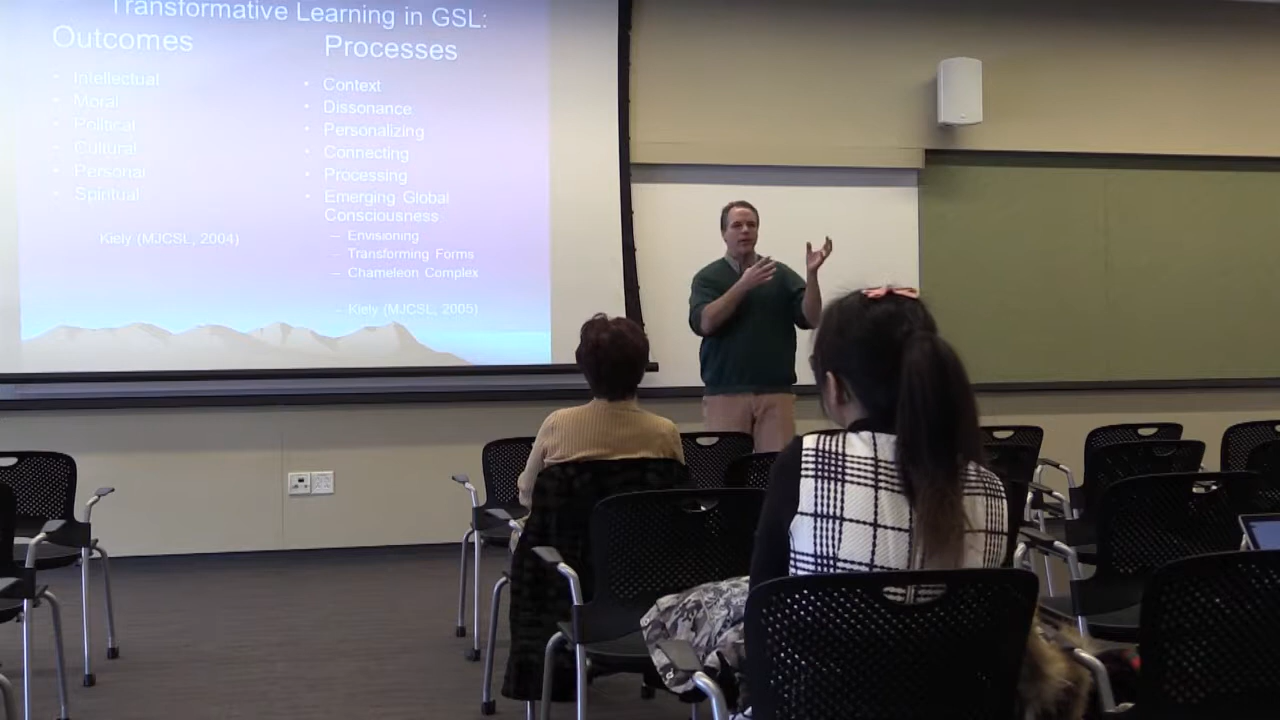 Transformative Learning in GSL:
Outcomes
• Intellectual
• Moral
• Political
• Cultural
• Personal
• Spiritual
Kiely (MJCSL, 2004)
Processes
• Context
• Dissonance
• Personalizing
• Connecting
• Processing
• Emerging Global
Consciousness
– Envisioning
– Transforming Forms
– Chameleon Complex
– Kiely (MJCSL, 2005)